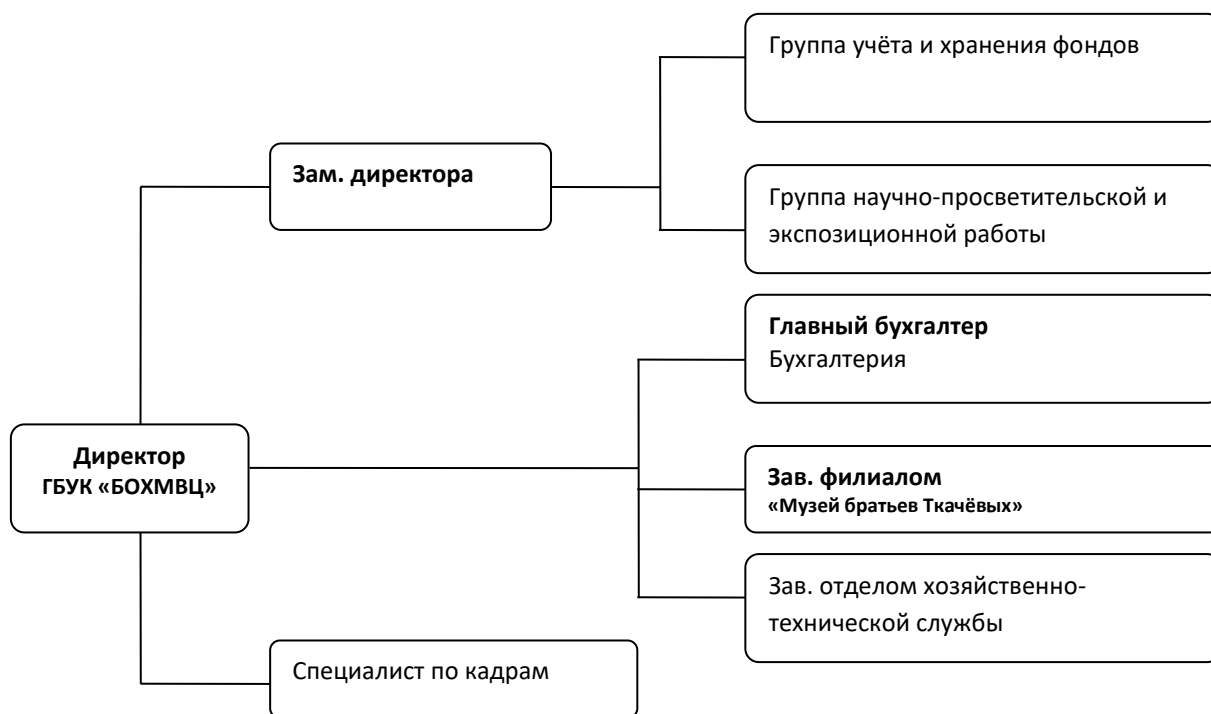 Группа учёта и хранения фондов
Зам. директора
Группа научно-просветительской и
экспозиционной работы
Главный бухгалтер
Бухгалтерия
Директор
ГБУК «БОХМВЦ»
Зав. филиалом
«Музей братьев Ткачёвых»
Зав. отделом хозяйственно-
технической службы
Специалист по кадрам